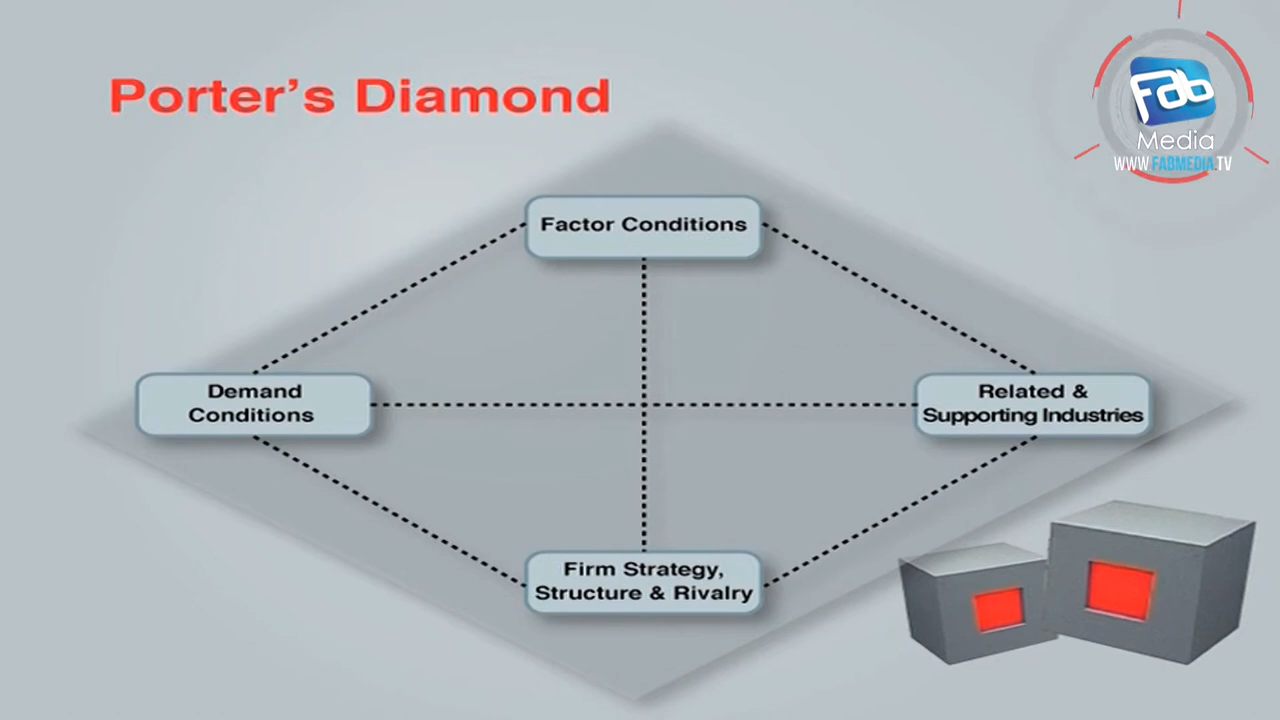 Porter's Diamond
Fab
Media
WWW.FABMEDIA.TV
Factor Conditions
Demand
Conditions
Related &
Supporting Industries
Firm Strategy,
Structure & Rivalry